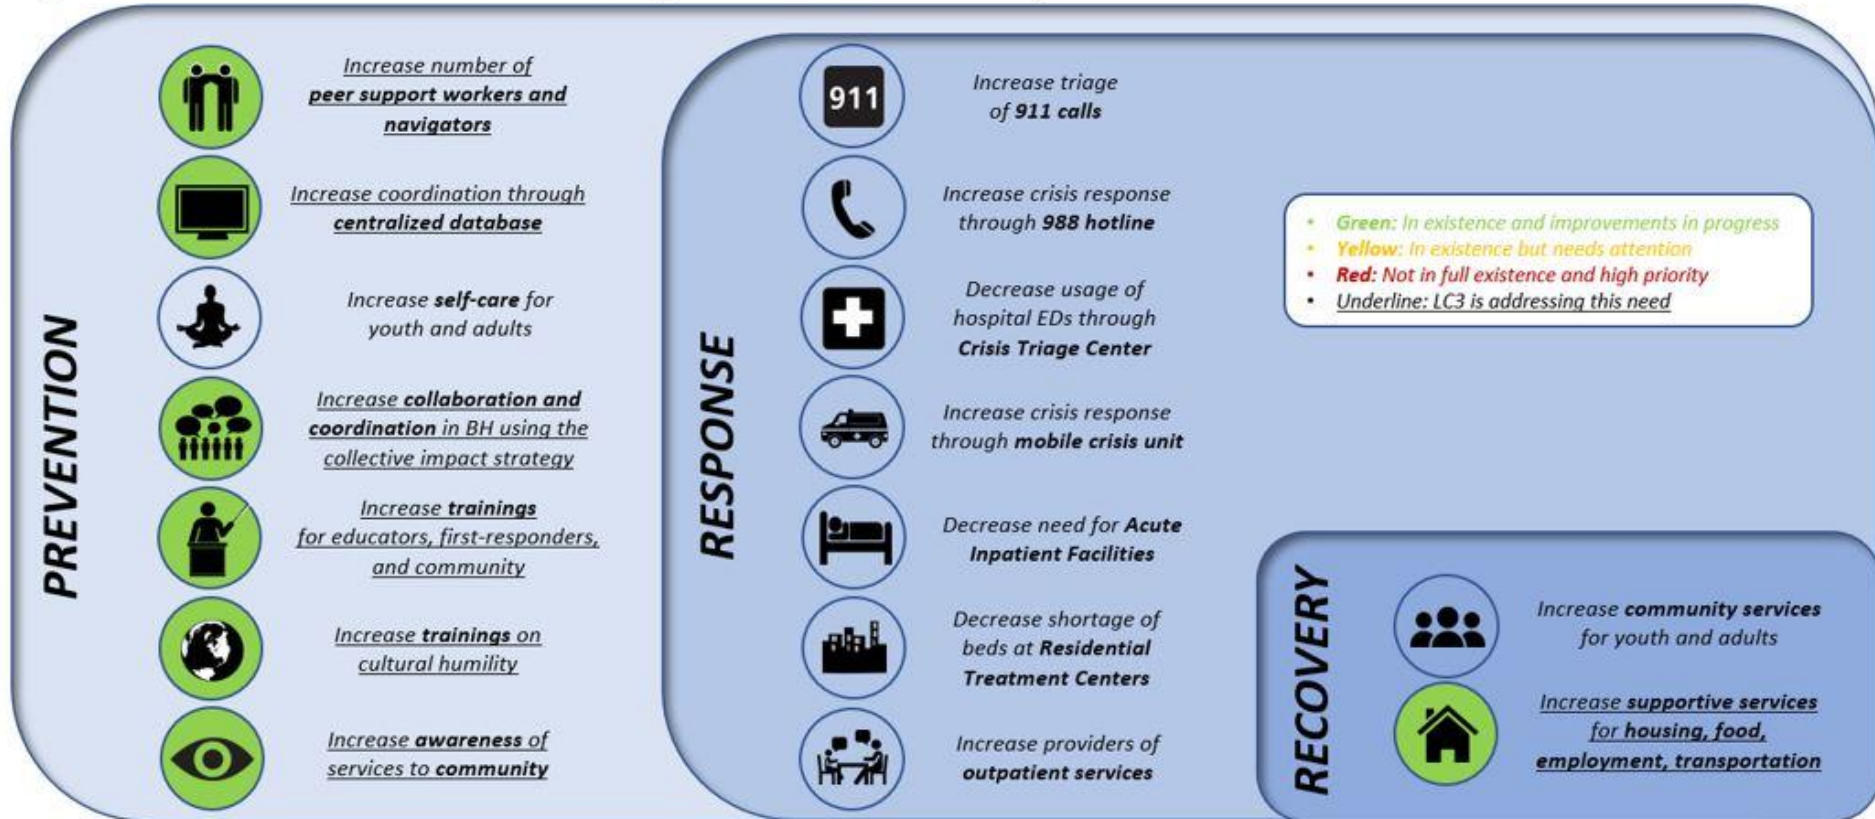 PREVENTION
Increase number of
peer support workers and
navigators
Increase coordination through
centralized database
Increase self-care for
youth and adults
Increase collaboration and
coordination in BH using the
collective impact strategy
Increase trainings
for educators, first-responders,
and community
Increase trainings on
cultural humility
Increase awareness of
services to community
RESPONSE
911
Increase triage
of 911 calls
Increase crisis response
through 988 hotline
Decrease usage of
hospital EDs through
Crisis Triage Center
Increase crisis response
through mobile crisis unit
Decrease need for Acute
Inpatient Facilities
Decrease shortage of
beds at Residential
Treatment Centers
Increase providers of
outpatient services
• Green: In existence and improvements in progress
• Yellow: In existence but needs attention
• Red: Not in full existence and high priority
• Underline: LC3 is addressing this need
RECOVERY
Increase community services
for youth and adults
Increase supportive services
for housing, food,
employment, transportation